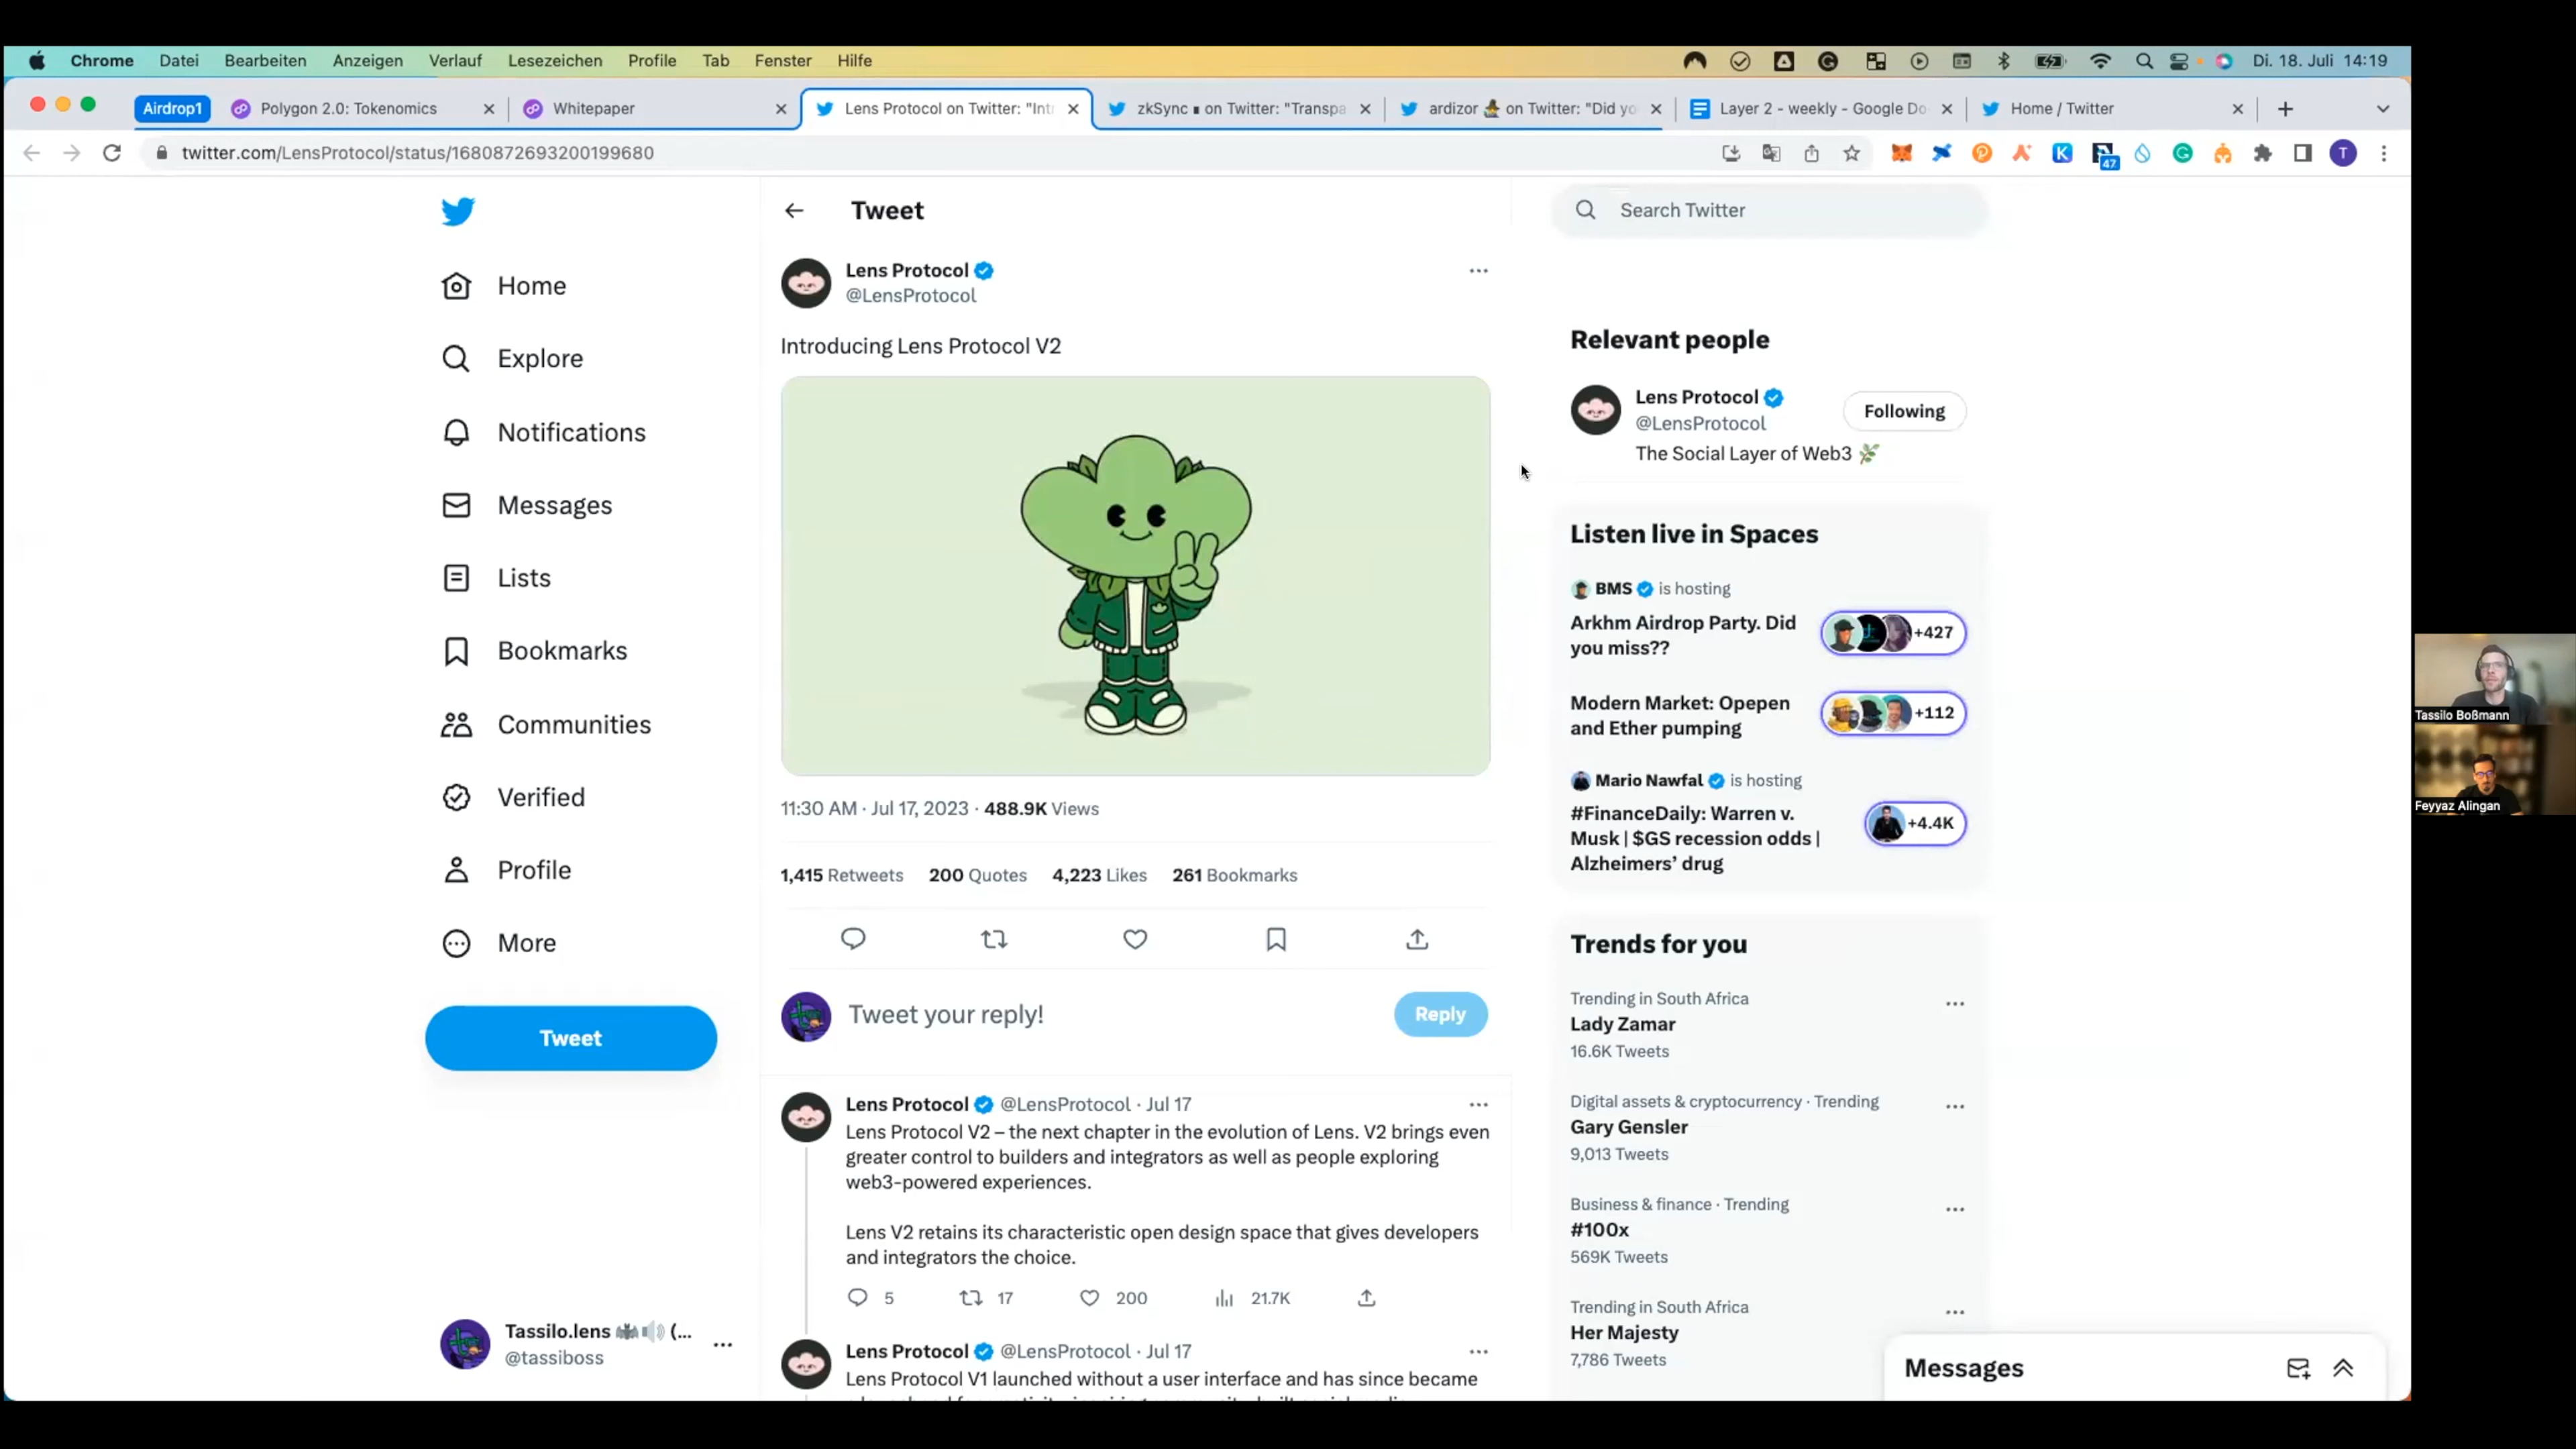 Chrome Datei Bearbeiten Anzeigen Verlauf Lesezeichen Profile Tab Fenster Hilfe Di. 18. Juli 14:19
Airdrop1 Polygon 2.0: Tokenomics Whitepaper Lens Protocol on Twitter: "Int zkSync ∎ on Twitter: "Transpa ardizor 🧙 on Twitter: "Did yo Layer 2 - weekly - Google Do Home / Twitter
twitter.com/LensProtocol/status/1680872693200199680
47
T
Home
Explore
Notifications
Messages
Lists
Bookmarks
Communities
Verified
Profile
More
Tweet
Tassilo.lens 🦇🔊 (...
@tassiboss
Tweet
Lens Protocol
@LensProtocol
Introducing Lens Protocol V2
11:30 AM · Jul 17, 2023 · 488.9K Views
1,415 Retweets 200 Quotes 4,223 Likes 261 Bookmarks
Tweet your reply!
Reply
Lens Protocol @LensProtocol · Jul 17
Lens Protocol V2 – the next chapter in the evolution of Lens. V2 brings even
greater control to builders and integrators as well as people exploring
web3-powered experiences.
Lens V2 retains its characteristic open design space that gives developers
and integrators the choice.
5 17 200 21.7K
Lens Protocol @LensProtocol · Jul 17
Lens Protocol V1 launched without a user interface and has since became
Search Twitter
Relevant people
Lens Protocol
@LensProtocol
Following
The Social Layer of Web3 🌿
Listen live in Spaces
BMS is hosting
Arkhm Airdrop Party. Did
you miss??
+427
Modern Market: Opepen
and Ether pumping
+112
Mario Nawfal is hosting
#FinanceDaily: Warren v.
Musk | $GS recession odds |
Alzheimers’ drug
+4.4K
Trends for you
Trending in South Africa
Lady Zamar
16.6K Tweets
Digital assets & cryptocurrency · Trending
Gary Gensler
9,013 Tweets
Business & finance · Trending
#100x
569K Tweets
Trending in South Africa
Her Majesty
7,786 Tweets
Messages
Tassilo Boßmann
Feyyaz Alingan